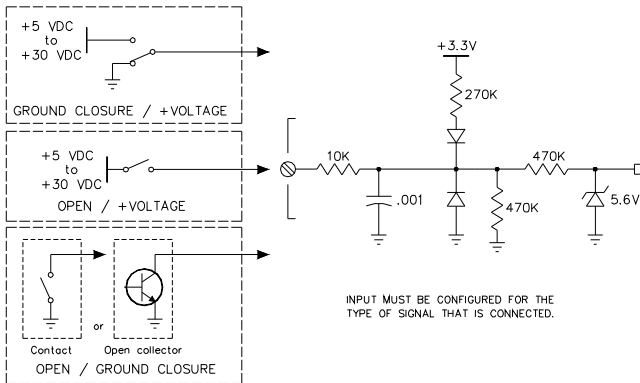 +5 VDC
to
+30 VDC
GROUND CLOSURE / +VOLTAGE
+5 VDC
to
+30 VDC
OPEN / +VOLTAGE
Contact
or
Open collector
OPEN / GROUND CLOSURE
+3.3V
270K
10K
470K
.001
470K
5.6V
INPUT MUST BE CONFIGURED FOR THE
TYPE OF SIGNAL THAT IS CONNECTED.